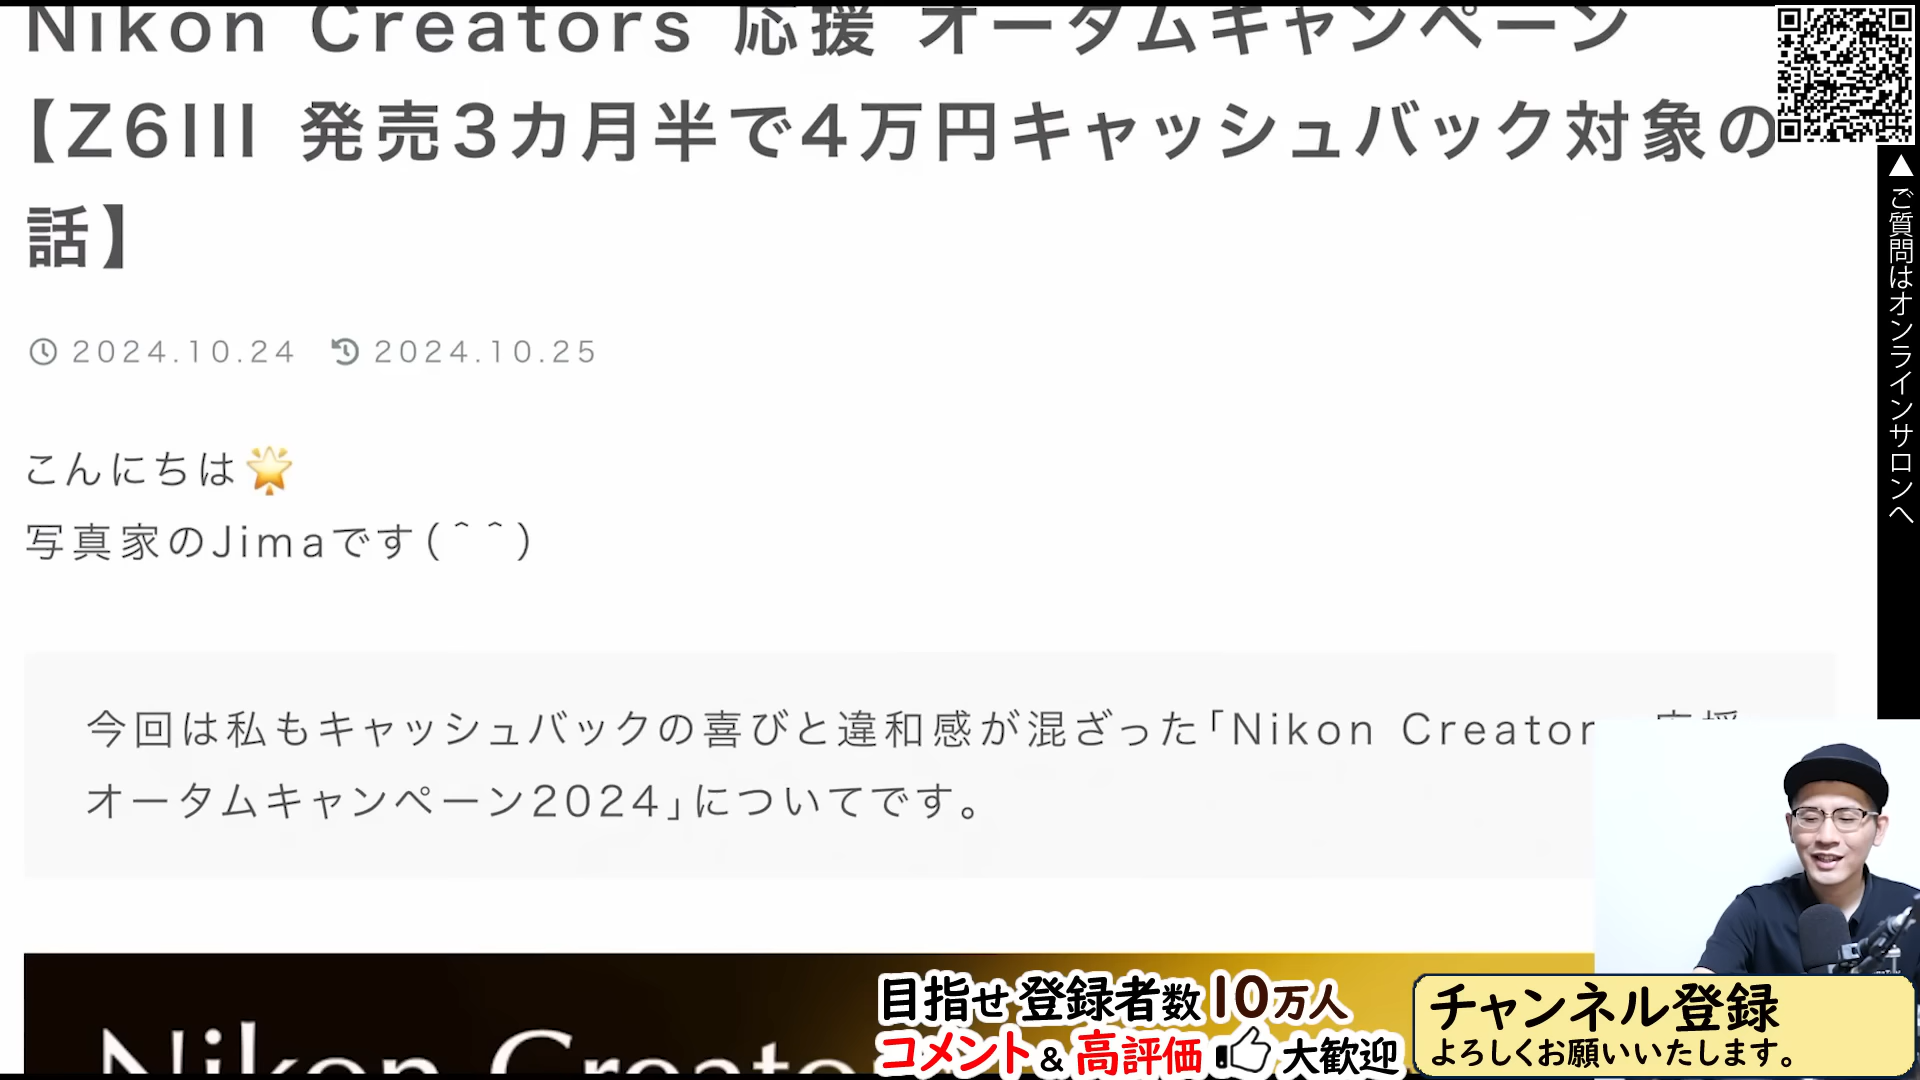 Nikon Creators 応援 オータムキャンペーン
【Z6III 発売3カ月半で4万円キャッシュバック対象の
話】
2024.10.24 2024.10.25
こんにちは🌟
写真家のJimaです(＾＾)
今回は私もキャッシュバックの喜びと違和感が混ざった「Nikon Creator 応援
オータムキャンペーン2024」についてです。
Nikon Creato
▲ご質問はオンラインサロンへ
目指せ登録者数10万人
コメント&高評価👍大歓迎
チャンネル登録
よろしくお願いいたします。